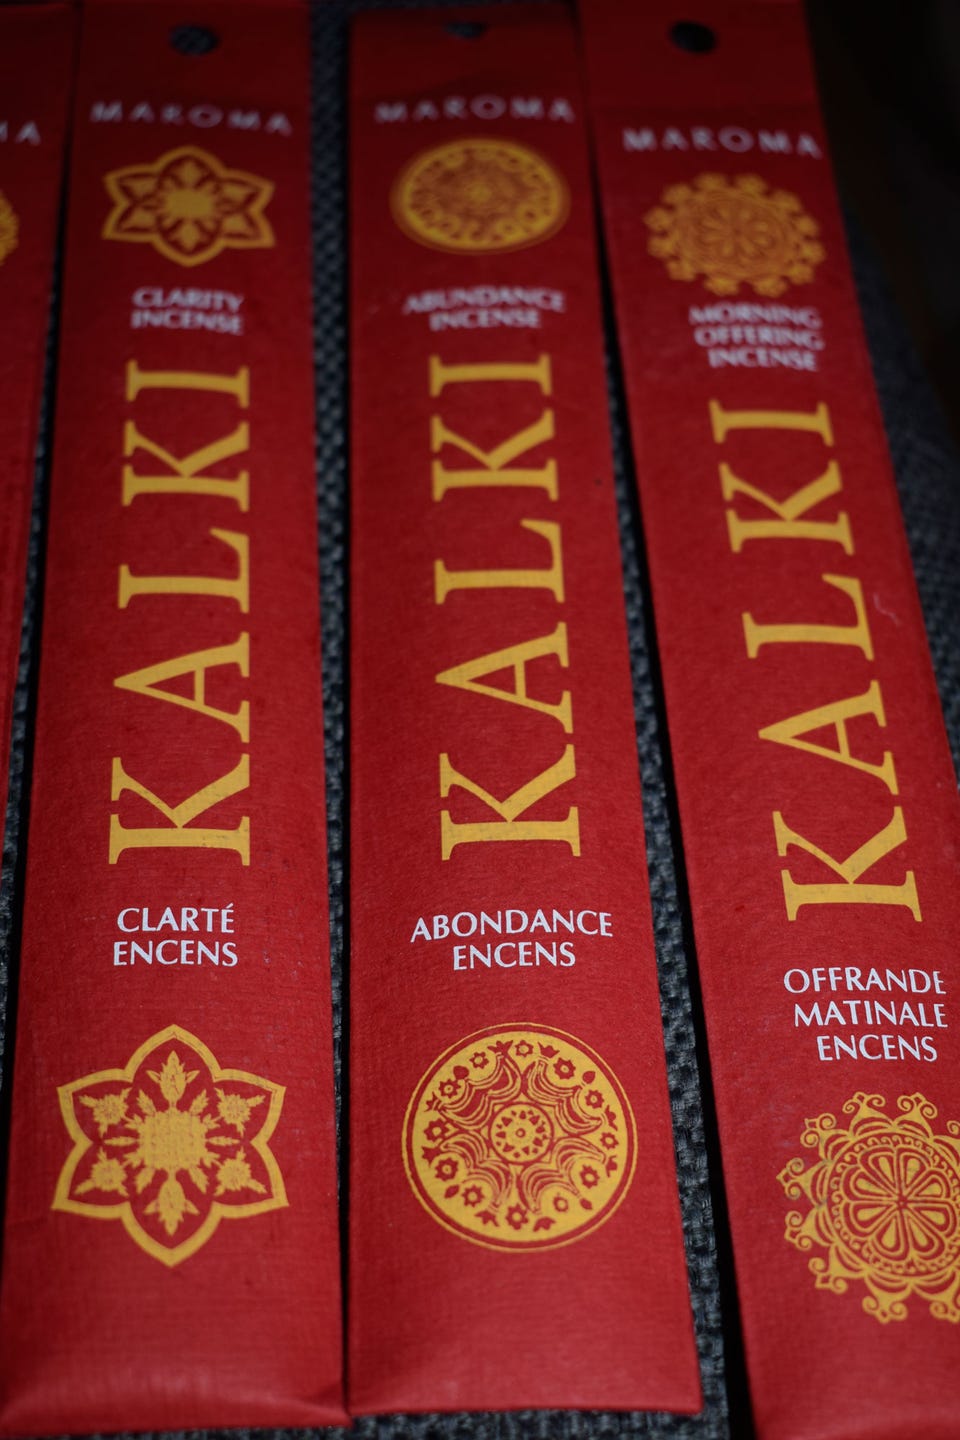 MA
MAROMA
CLARITY
INCENSE
KALKI
CLARTÉ
ENCENS
MAROMA
ABUNDANCE
INCENSE
KALKI
ABONDANCE
ENCENS
MAROMA
MORNING
OFFERING
INCENSE
KALKI
OFFRANDE
MATINALE
ENCENS